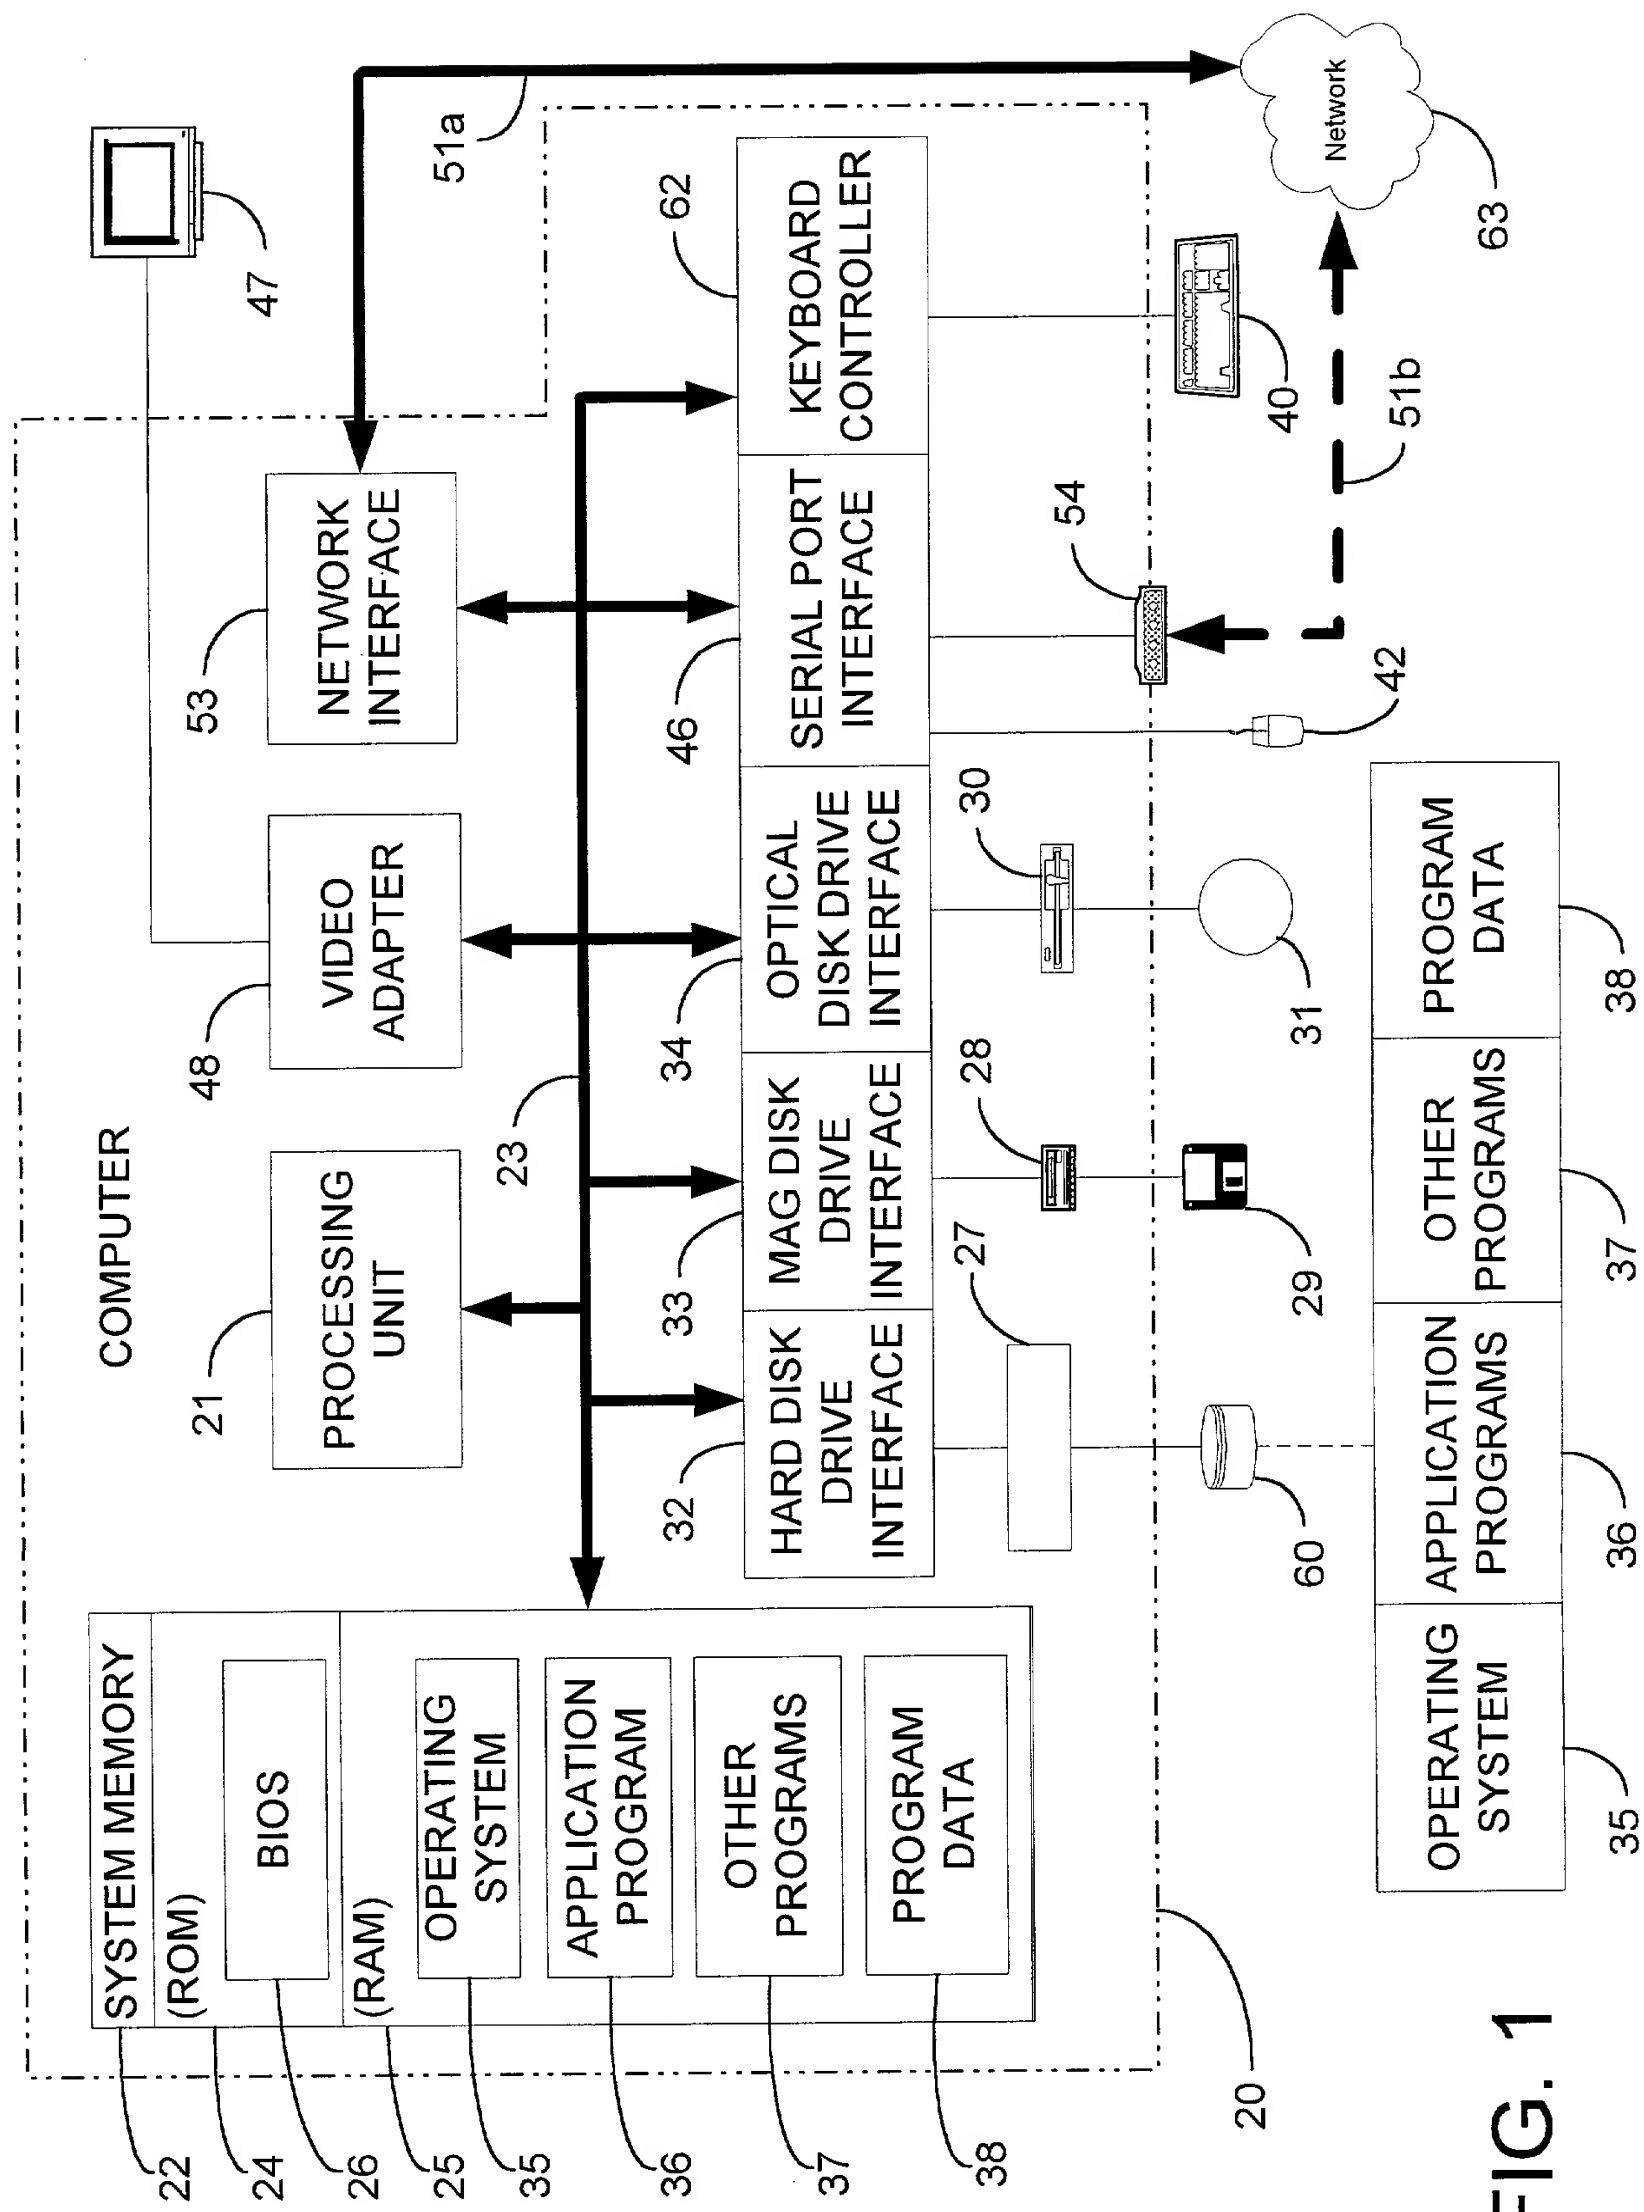 COMPUTER
22
SYSTEM MEMORY
24
(ROM)
26
BIOS
25
(RAM)
35
OPERATING
SYSTEM
36
APPLICATION
PROGRAM
37
OTHER
PROGRAMS
38
PROGRAM
DATA
21
PROCESSING
UNIT
48
VIDEO
ADAPTER
53
NETWORK
INTERFACE
47
51a
23
32
HARD DISK
DRIVE
INTERFACE
33
MAG DISK
DRIVE
INTERFACE
34
OPTICAL
DISK DRIVE
INTERFACE
46
SERIAL PORT
INTERFACE
62
KEYBOARD
CONTROLLER
27
28
30
54
20
60
29
31
42
40
51b
Network
63
OPERATING
SYSTEM
35
APPLICATION
PROGRAMS
36
OTHER
PROGRAMS
37
PROGRAM
DATA
38
FIG. 1